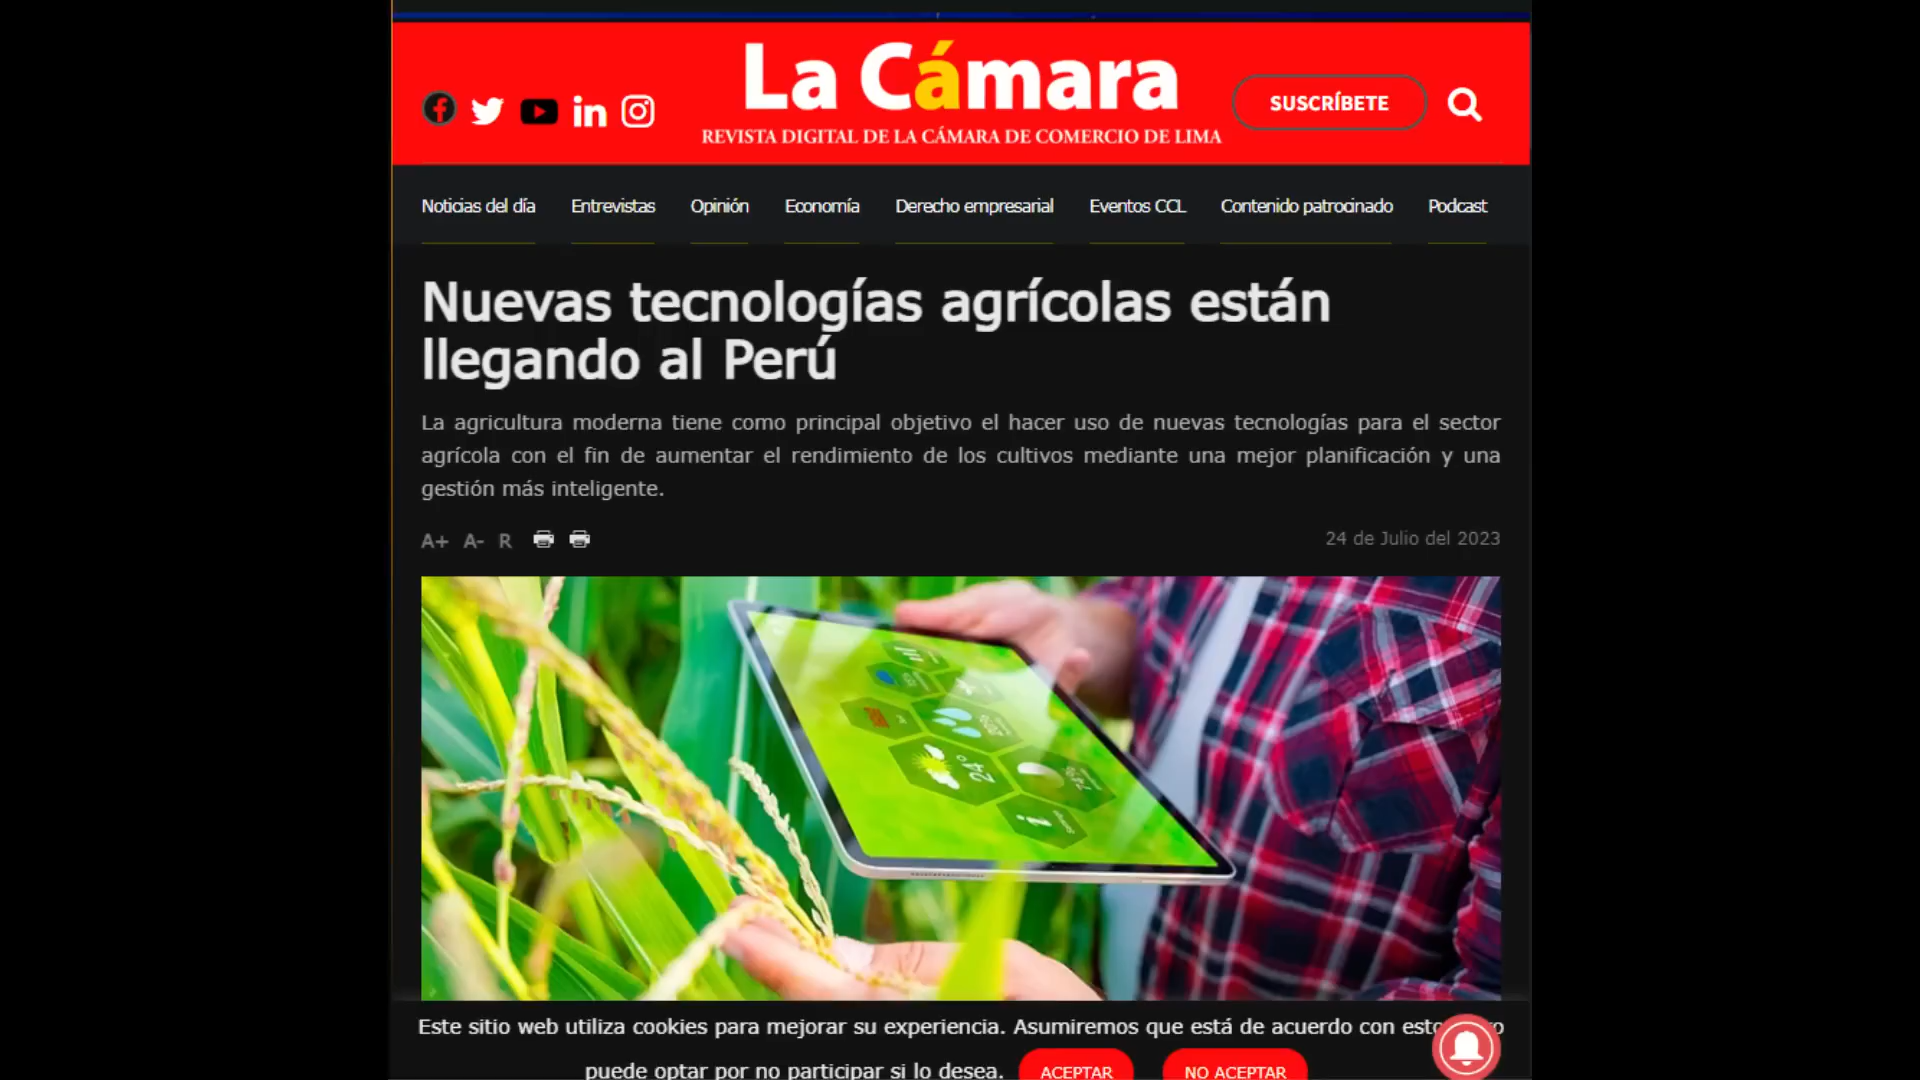 La Cámara
REVISTA DIGITAL DE LA CÁMARA DE COMERCIO DE LIMA
SUSCRÍBETE
Noticias del día Entrevistas Opinión Economía Derecho empresarial Eventos CCL Contenido patrocinado Podcast
Nuevas tecnologías agrícolas están
llegando al Perú
La agricultura moderna tiene como principal objetivo el hacer uso de nuevas tecnologías para el sector
agrícola con el fin de aumentar el rendimiento de los cultivos mediante una mejor planificación y una
gestión más inteligente.
A+ A- R
24 de Julio del 2023
24°
Este sitio web utiliza cookies para mejorar su experiencia. Asumiremos que está de acuerdo con
puede optar por no participar si lo desea. ACEPTAR NO ACEPTAR